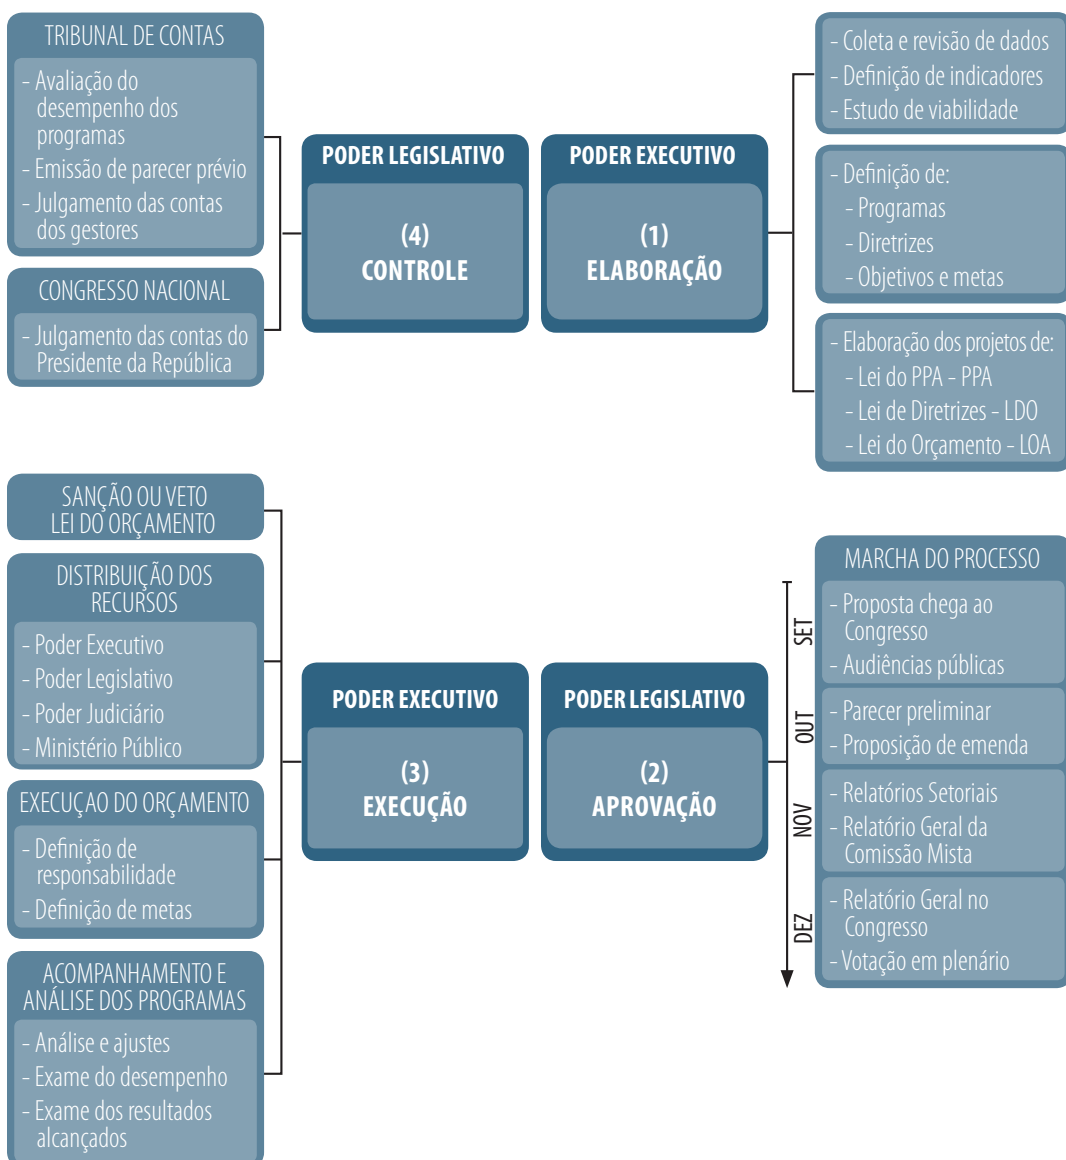 TRIBUNAL DE CONTAS
- Avaliação do
desempenho dos
programas
- Emissão de parecer prévio
- Julgamento das contas
dos gestores
CONGRESSO NACIONAL
- Julgamento das contas do
Presidente da República
PODER LEGISLATIVO
(4)
CONTROLE
PODER EXECUTIVO
(1)
ELABORAÇÃO
- Coleta e revisão de dados
- Definição de indicadores
- Estudo de viabilidade
- Definição de:
- Programas
- Diretrizes
- Objetivos e metas
- Elaboração dos projetos de:
- Lei do PPA - PPA
- Lei de Diretrizes - LDO
- Lei do Orçamento - LOA
SANÇÃO OU VETO
LEI DO ORÇAMENTO
DISTRIBUIÇÃO DOS
RECURSOS
- Poder Executivo
- Poder Legislativo
- Poder Judiciário
- Ministério Público
EXECUÇAO DO ORÇAMENTO
- Definição de
responsabilidade
- Definição de metas
ACOMPANHAMENTO E
ANÁLISE DOS PROGRAMAS
- Análise e ajustes
- Exame do desempenho
- Exame dos resultados
alcançados
PODER EXECUTIVO
(3)
EXECUÇÃO
PODER LEGISLATIVO
(2)
APROVAÇÃO
MARCHA DO PROCESSO
SET
- Proposta chega ao
Congresso
- Audiências públicas
OUT
- Parecer preliminar
- Proposição de emenda
NOV
- Relatórios Setoriais
- Relatório Geral da
Comissão Mista
DEZ
- Relatório Geral no
Congresso
- Votação em plenário